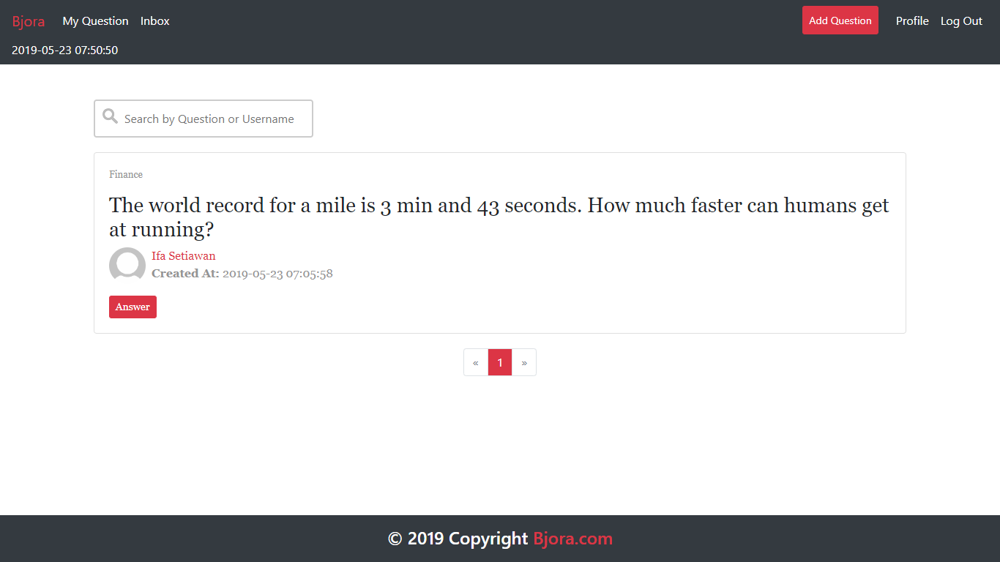 Bjora My Question Inbox Add Question Profile Log Out
2019-05-23 07:50:50
Search by Question or Username
Finance
The world record for a mile is 3 min and 43 seconds. How much faster can humans get
at running?
Ifa Setiawan
Created At: 2019-05-23 07:05:58
Answer
« 1 »
© 2019 Copyright Bjora.com